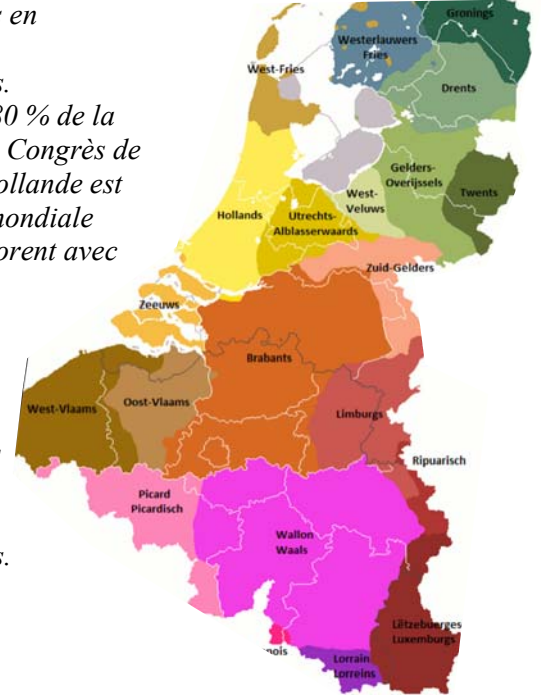 s en
s.
80 % de la
Congrès de
ollande est
mondiale
orent avec
s.
Gronings
Westerlauwers
Fries
West-Fries
Drents
Gelders-
Overijssels
Twents
West-
Veluws
Hollands
Utrechts-
Alblasserwaards
Zuid-Gelders
Zeeuws
Brabants
West-Vlaams
Oost-Vlaams
Limburgs
Ripuarisch
Picard
Picardisch
Wallon
Waals
Lëtzebuerges
Luxemburgs
nois
Lorrain
Lorreins